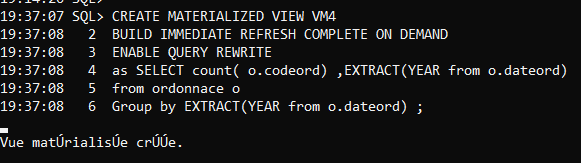 19:37:07 SQL> CREATE MATERIALIZED VIEW VM4
19:37:08   2  BUILD IMMEDIATE REFRESH COMPLETE ON DEMAND
19:37:08   3  ENABLE QUERY REWRITE
19:37:08   4  as SELECT count( o.codeord) ,EXTRACT(YEAR from o.dateord)
19:37:08   5  from ordonnace o
19:37:08   6  Group by EXTRACT(YEAR from o.dateord) ;
Vue matÚrialisÚe crÚÚe.